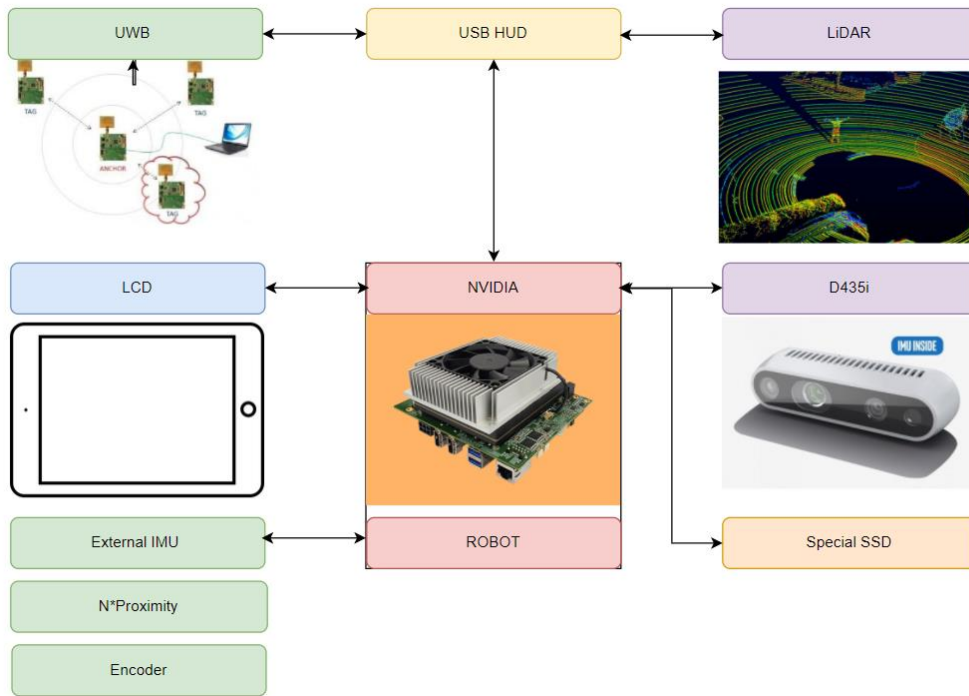 UWB
USB HUD
LiDAR
TAG
TAG
ANCHOR
TAG
LCD
NVIDIA
D435i
IMU INSIDE
External IMU
ROBOT
Special SSD
N*Proximity
Encoder